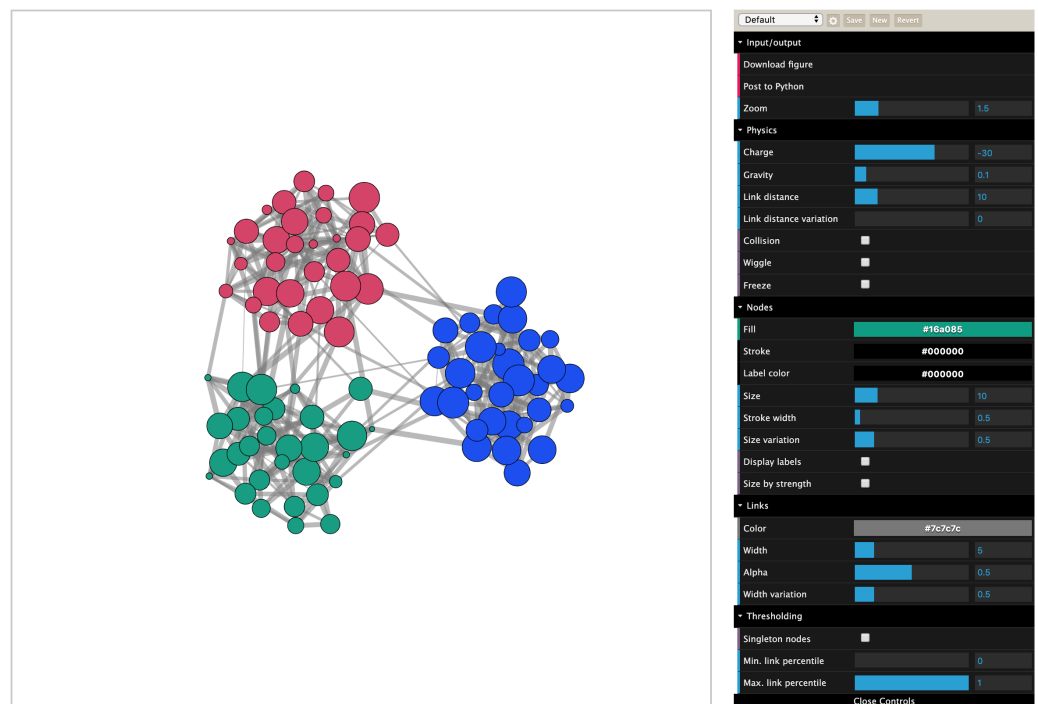 Default Save New Revert
Input/output
Download figure
Post to Python
Zoom 1.5
Physics
Charge -30
Gravity 0.1
Link distance 10
Link distance variation 0
Collision
Wiggle
Freeze
Nodes
Fill #16a085
Stroke #000000
Label color #000000
Size 10
Stroke width 0.5
Size variation 0.5
Display labels
Size by strength
Links
Color #7c7c7c
Width 5
Alpha 0.5
Width variation 0.5
Thresholding
Singleton nodes
Min. link percentile 0
Max. link percentile 1
Close Controls